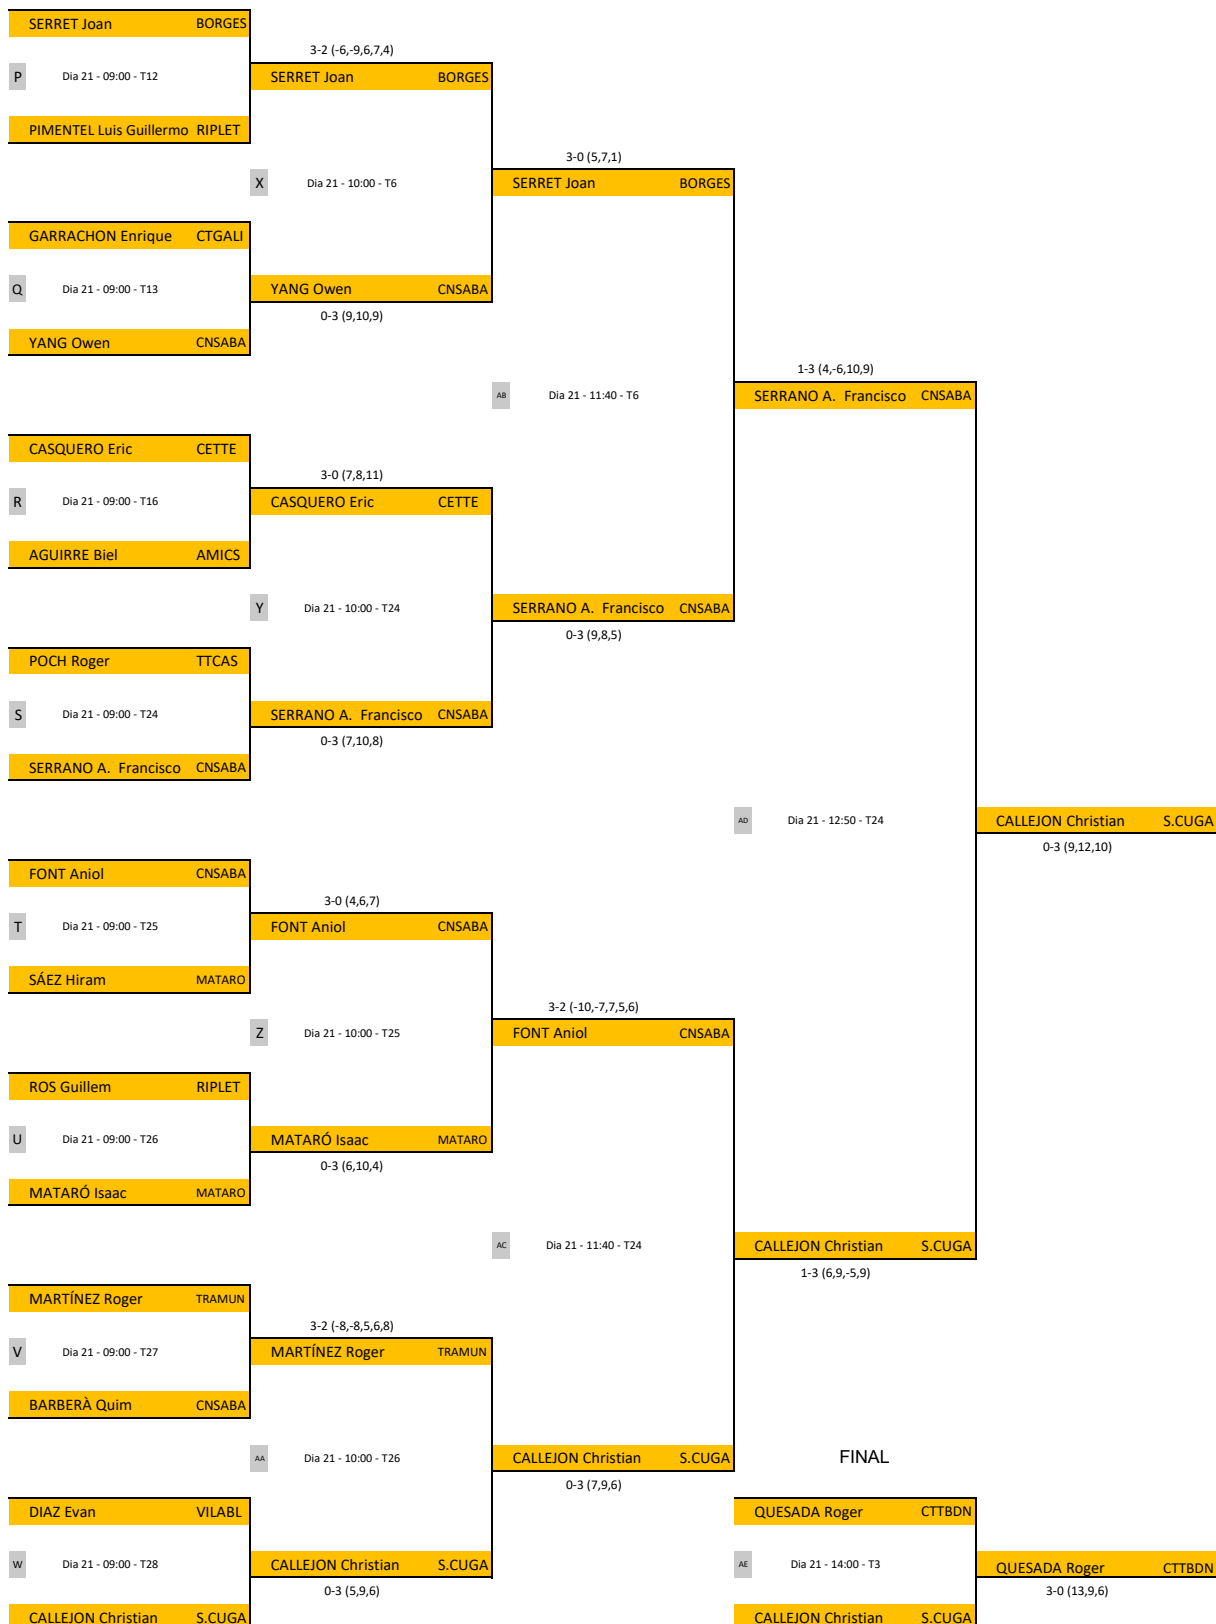 SERRET Joan BORGES
3-2 (-6,-9,6,7,4)
P Dia 21 - 09:00 - T12 SERRET Joan BORGES
PIMENTEL Luis Guillermo RIPLET
3-0 (5,7,1)
X Dia 21 - 10:00 - T6 SERRET Joan BORGES
GARRACHON Enrique CTGALI
Q Dia 21 - 09:00 - T13 YANG Owen CNSABA
0-3 (9,10,9)
YANG Owen CNSABA
1-3 (4,-6,10,9)
AB Dia 21 - 11:40 - T6 SERRANO A. Francisco CNSABA
CASQUERO Eric CETTE
3-0 (7,8,11)
R Dia 21 - 09:00 - T16 CASQUERO Eric CETTE
AGUIRRE Biel AMICS
Y Dia 21 - 10:00 - T24 SERRANO A. Francisco CNSABA
0-3 (9,8,5)
POCH Roger TTCAS
S Dia 21 - 09:00 - T24 SERRANO A. Francisco CNSABA
0-3 (7,10,8)
SERRANO A. Francisco CNSABA
AD Dia 21 - 12:50 - T24 CALLEJON Christian S.CUGA
0-3 (9,12,10)
FONT Aniol CNSABA
3-0 (4,6,7)
T Dia 21 - 09:00 - T25 FONT Aniol CNSABA
SÁEZ Hiram MATARO
3-2 (-10,-7,7,5,6)
Z Dia 21 - 10:00 - T25 FONT Aniol CNSABA
ROS Guillem RIPLET
U Dia 21 - 09:00 - T26 MATARÓ Isaac MATARO
0-3 (6,10,4)
MATARÓ Isaac MATARO
AC Dia 21 - 11:40 - T24 CALLEJON Christian S.CUGA
1-3 (6,9,-5,9)
MARTÍNEZ Roger TRAMUN
3-2 (-8,-8,5,6,8)
V Dia 21 - 09:00 - T27 MARTÍNEZ Roger TRAMUN
BARBERÀ Quim CNSABA
AA Dia 21 - 10:00 - T26 CALLEJON Christian S.CUGA FINAL
0-3 (7,9,6)
DIAZ Evan VILABL QUESADA Roger CTTBDN
W Dia 21 - 09:00 - T28 CALLEJON Christian S.CUGA AE Dia 21 - 14:00 - T3 QUESADA Roger CTTBDN
0-3 (5,9,6) 3-0 (13,9,6)
CALLEJON Christian S.CUGA CALLEJON Christian S.CUGA